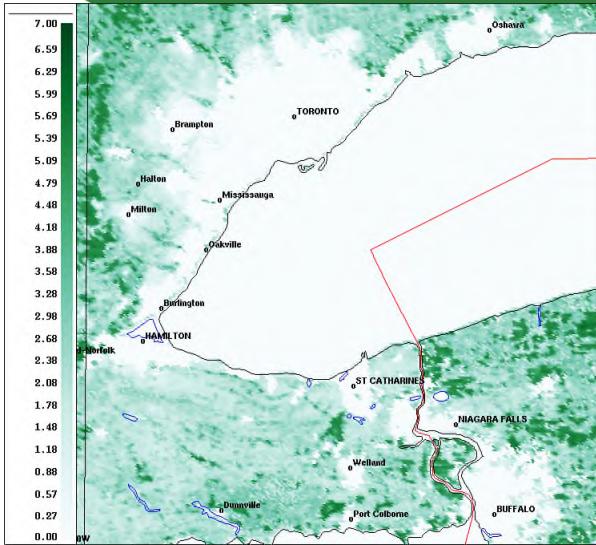 7.00
6.59
6.29
5.99
5.69
5.39
5.09
4.79
4.48
4.18
3.88
3.58
3.28
2.98
2.68
2.38
2.08
1.78
1.48
1.18
0.88
0.57
0.27
0.00
Oshawa
TORONTO
Brampton
Halton
Mississauga
Milton
Oakville
Burlington
HAMILTON
d-Norfolk
ST CATHARINES
NIAGARA FALLS
Welland
Dunnville
Port Colborne
BUFFALO
0W